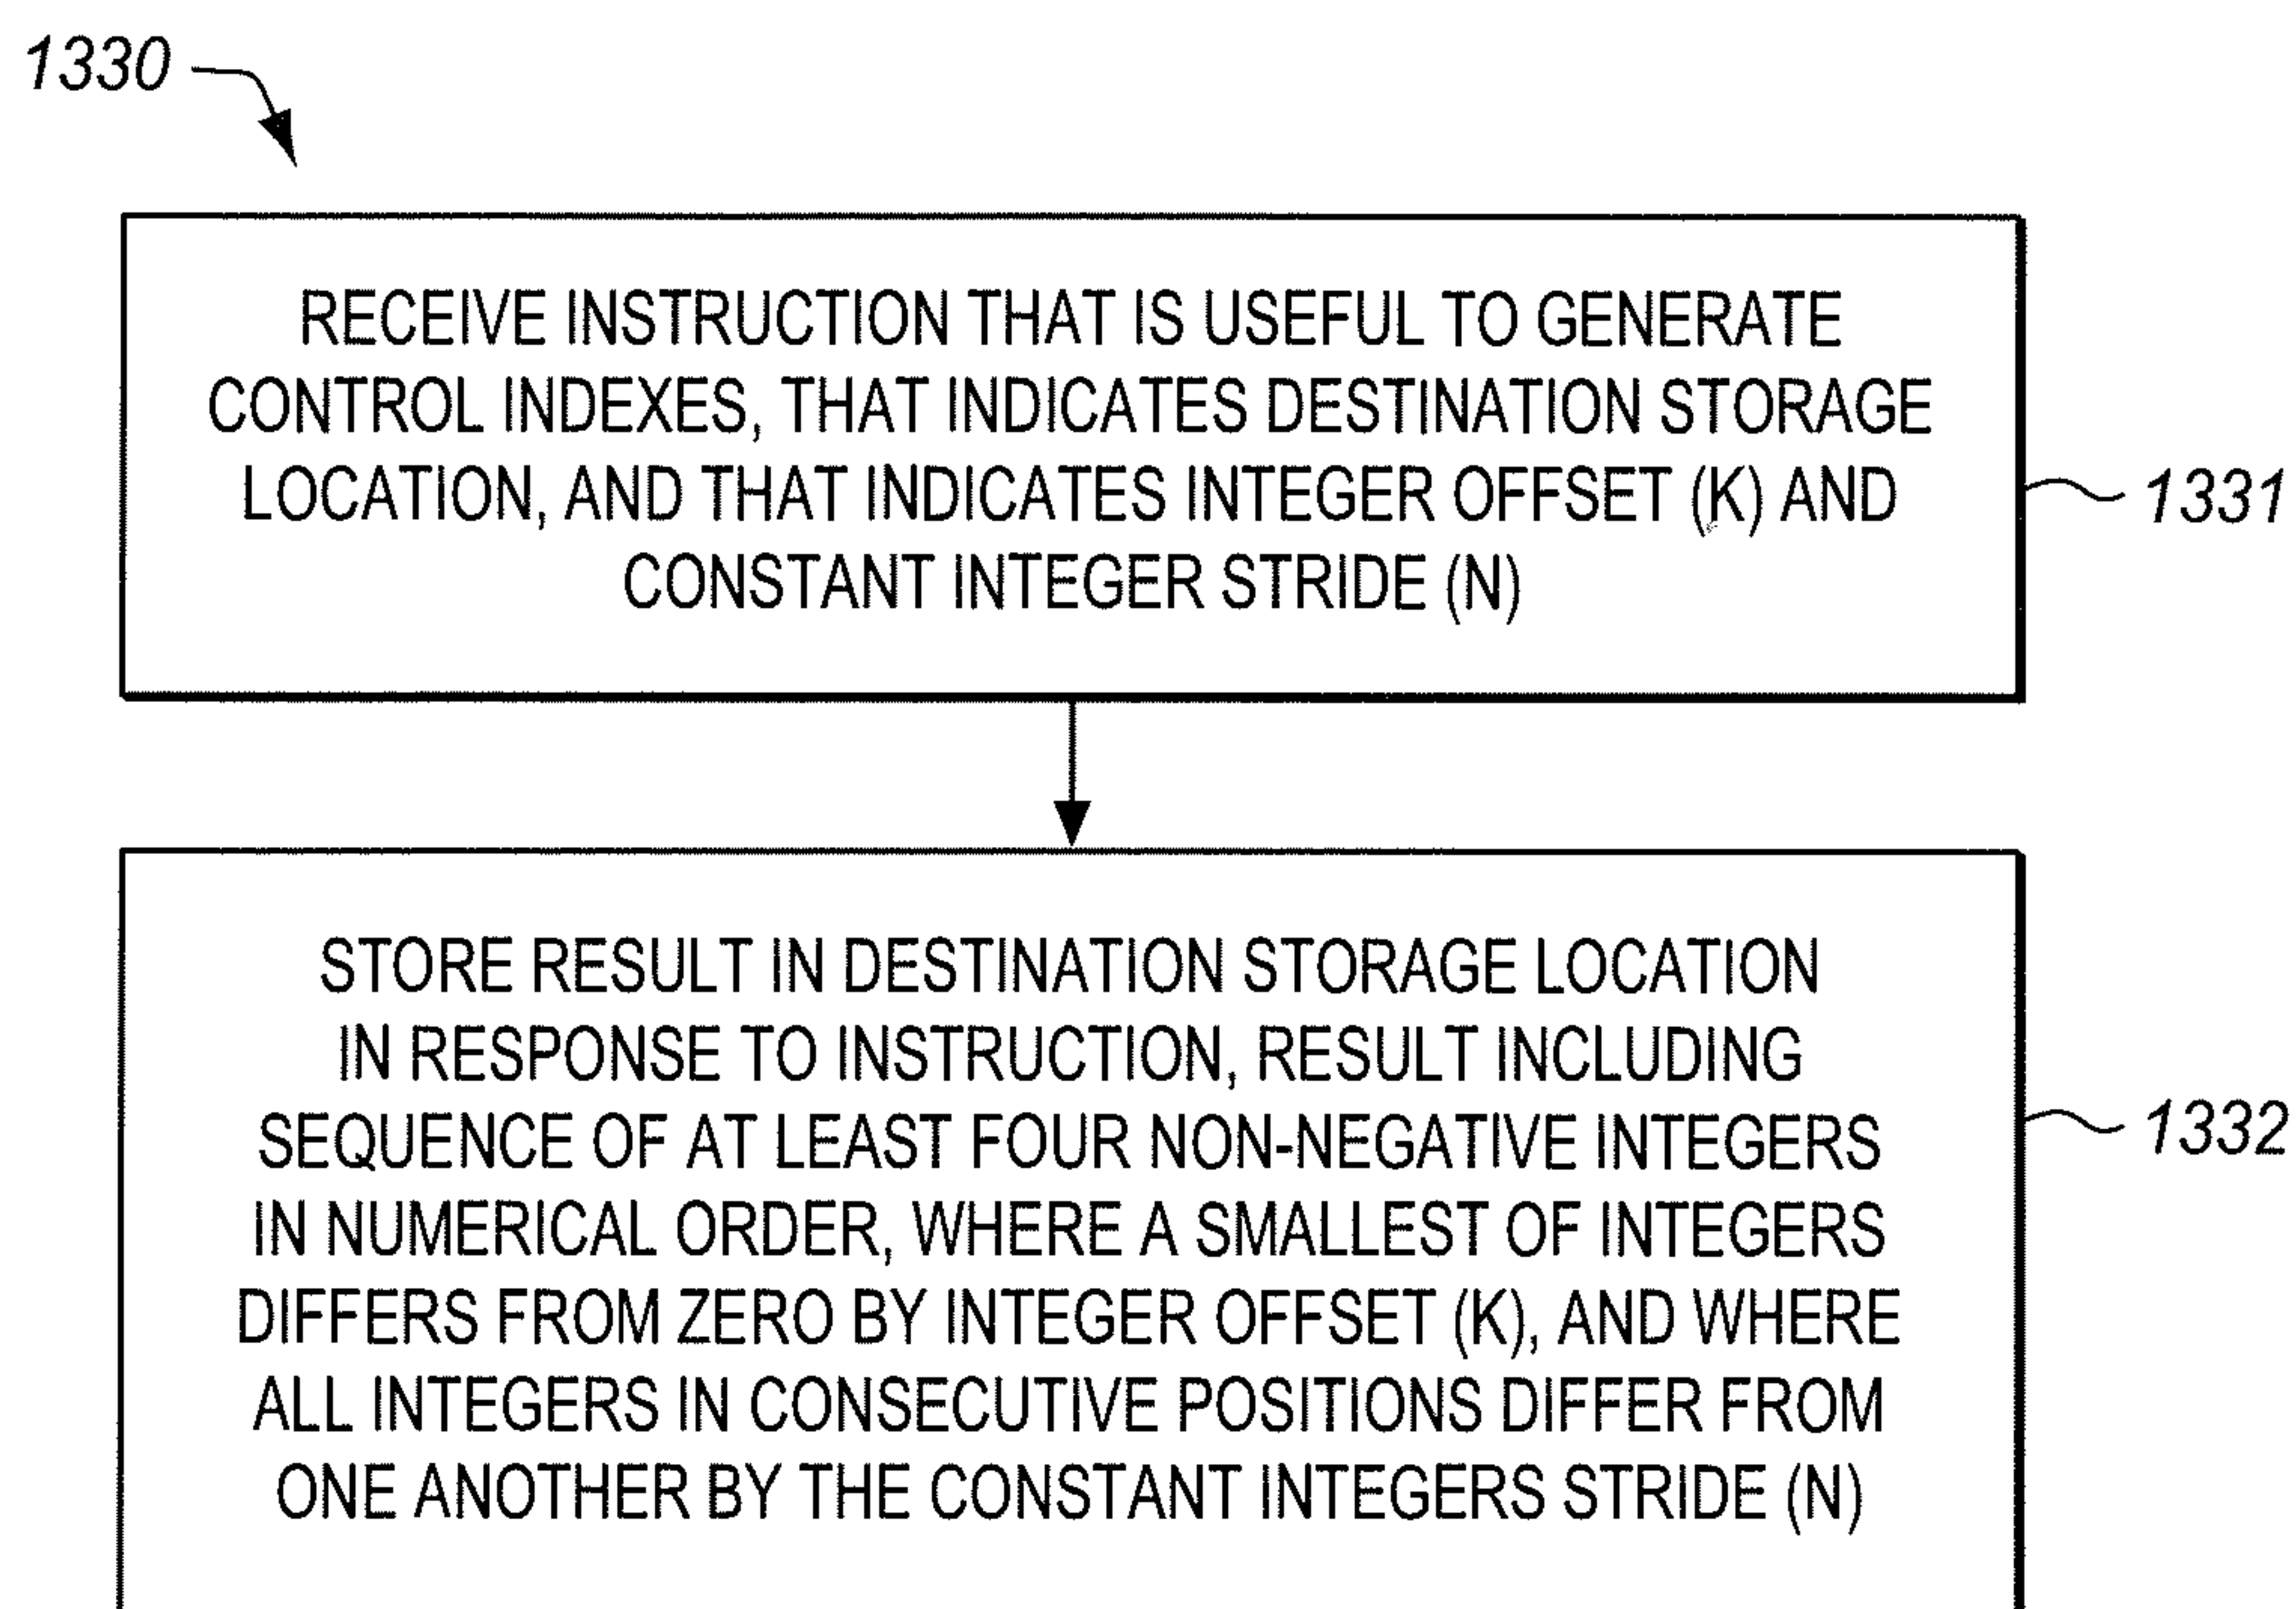 1330
RECEIVE INSTRUCTION THAT IS USEFUL TO GENERATE
CONTROL INDEXES, THAT INDICATES DESTINATION STORAGE
LOCATION, AND THAT INDICATES INTEGER OFFSET (K) AND
CONSTANT INTEGER STRIDE (N)
1331
STORE RESULT IN DESTINATION STORAGE LOCATION
IN RESPONSE TO INSTRUCTION, RESULT INCLUDING
SEQUENCE OF AT LEAST FOUR NON-NEGATIVE INTEGERS
IN NUMERICAL ORDER, WHERE A SMALLEST OF INTEGERS
DIFFERS FROM ZERO BY INTEGER OFFSET (K), AND WHERE
ALL INTEGERS IN CONSECUTIVE POSITIONS DIFFER FROM
ONE ANOTHER BY THE CONSTANT INTEGERS STRIDE (N)
1332